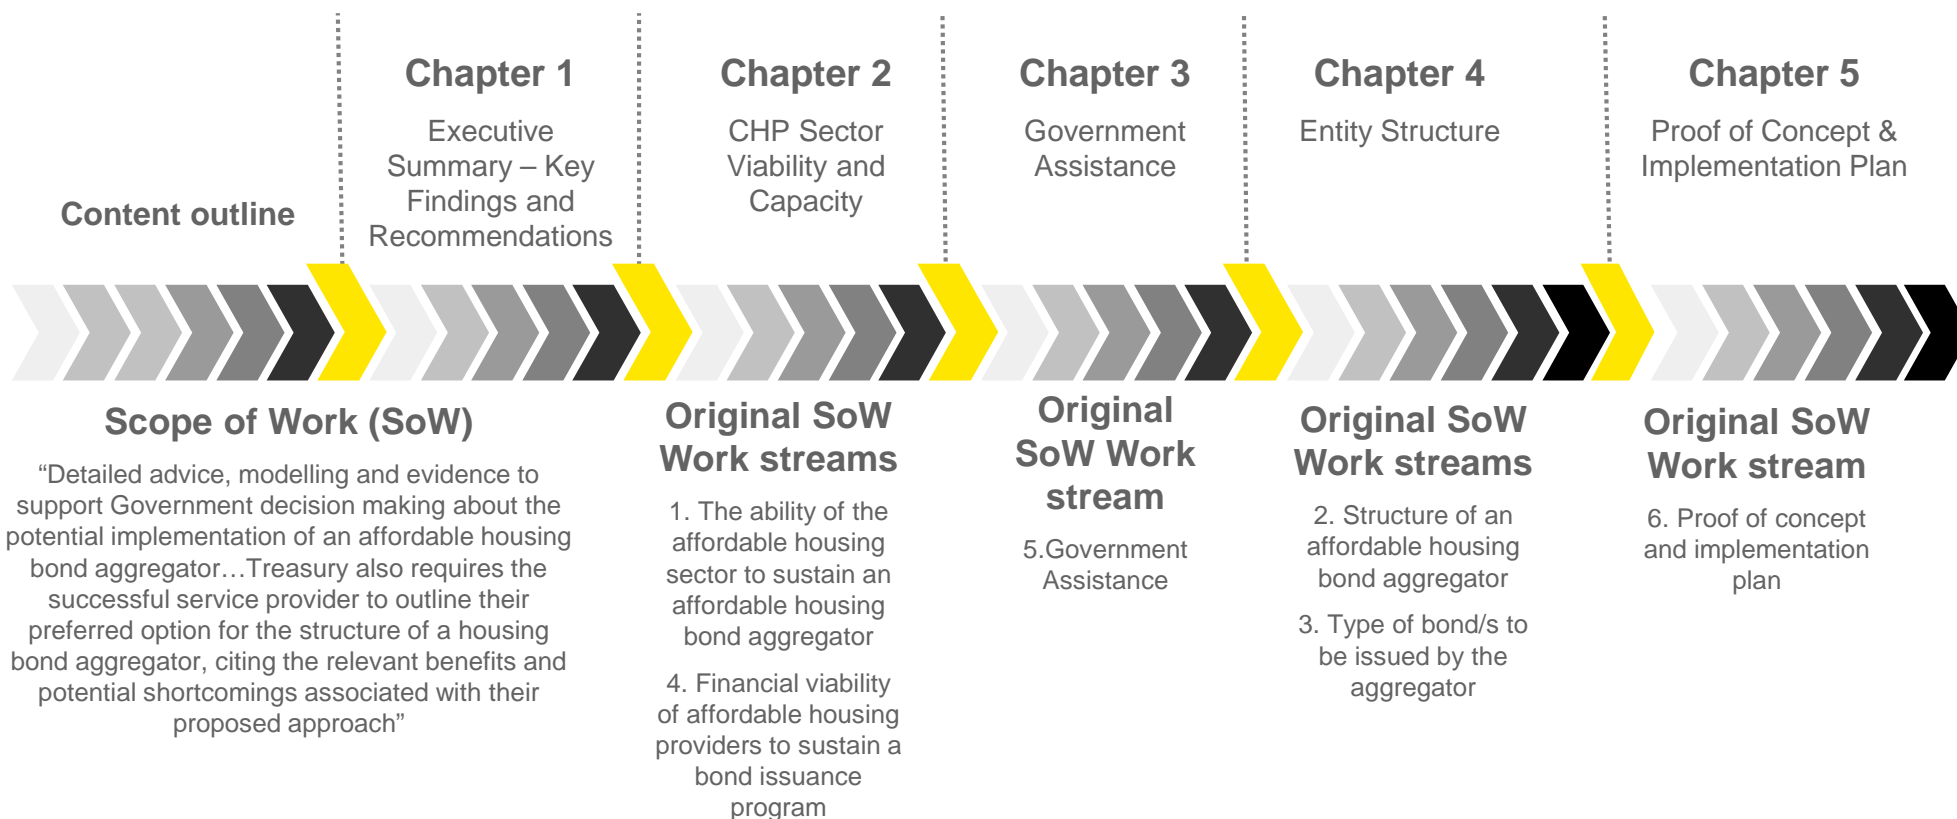 Content outline
Chapter 1
Executive
Summary – Key
Findings and
Recommendations
Chapter 2
CHP Sector
Viability and
Capacity
Chapter 3
Government
Assistance
Chapter 4
Entity Structure
Chapter 5
Proof of Concept &
Implementation Plan
Scope of Work (SoW)
“Detailed advice, modelling and evidence to
support Government decision making about the
potential implementation of an affordable housing
bond aggregator…Treasury also requires the
successful service provider to outline their
preferred option for the structure of a housing
bond aggregator, citing the relevant benefits and
potential shortcomings associated with their
proposed approach”
Original SoW
Work streams
1. The ability of the
affordable housing
sector to sustain an
affordable housing
bond aggregator
4. Financial viability
of affordable housing
providers to sustain a
bond issuance
program
Original
SoW Work
stream
5.Government
Assistance
Original SoW
Work streams
2. Structure of an
affordable housing
bond aggregator
3. Type of bond/s to
be issued by the
aggregator
Original SoW
Work stream
6. Proof of concept
and implementation
plan